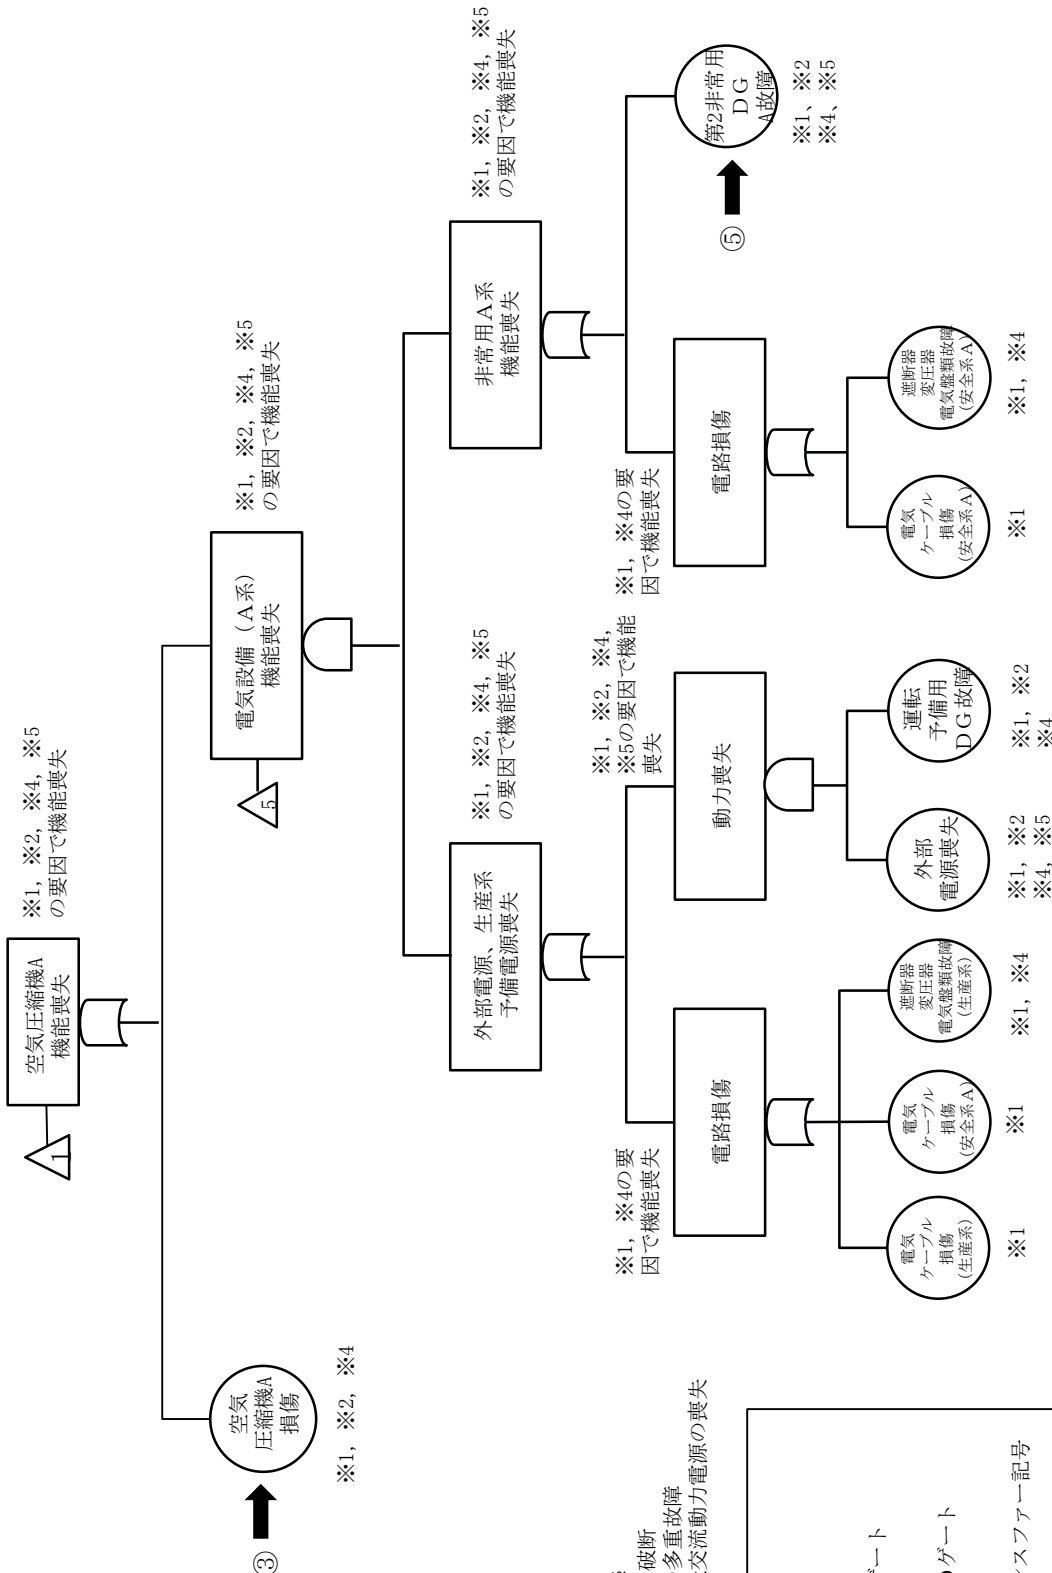 ※1, ※2, ※4, ※5
の要因で機能喪失
空気圧縮機A
機能喪失
1
③
空気
圧縮機A
損傷
※1, ※2, ※4
※1, ※2, ※4, ※5
の要因で機能喪失
電気設備（A系）
機能喪失
5
※1, ※2, ※4, ※5
の要因で機能喪失
外部電源、生産系
予備電源喪失
※1, ※2, ※4, ※5
の要因で機能喪失
非常用A系
機能喪失
※1, ※4の要
因で機能喪失
電路損傷
※1, ※2, ※4,
※5の要因で機能
喪失
動力喪失
※1, ※4の要
因で機能喪失
電路損傷
⑤
第2非常用
DG
A故障
※1、※2
※4、※5
電気
ケーブル
損傷
(生産系)
※1
電気
ケーブル
損傷
(安全系A)
※1
遮断器
変圧器
電気盤類故障
(生産系)
※1, ※4
外部
電源喪失
※1, ※2
※4, ※5
運転
予備用
DG故障
※1, ※2
※4
電気
ケーブル
損傷
(安全系A)
※1
遮断器
変圧器
電気盤類故障
(安全系A)
※1, ※4
破断
多重故障
交流動力電源の喪失
ゲート
ゲート
スファー記号